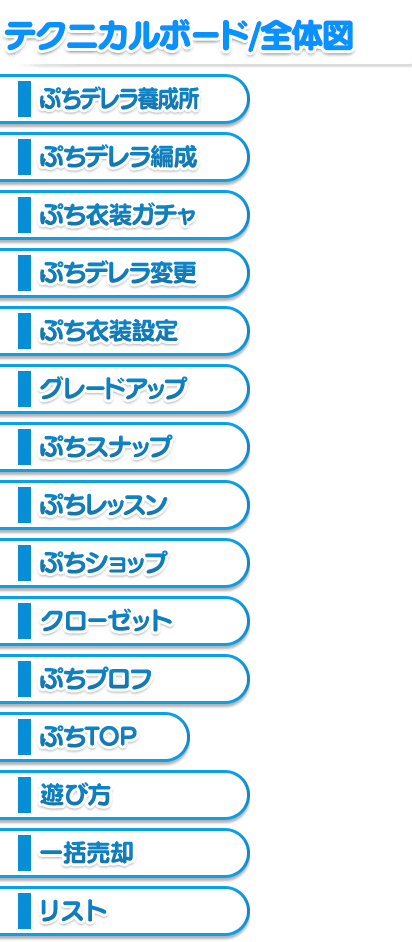 テクニカルボード/全体図
ぷちデレラ養成所
ぷちデレラ編成
ぷち衣装ガチャ
ぷちデレラ変更
ぷち衣装設定
グレードアップ
ぷちスナップ
ぷちレッスン
ぷちショップ
クローゼット
ぷちプロフ
ぷちTOP
遊び方
一括売却
リスト